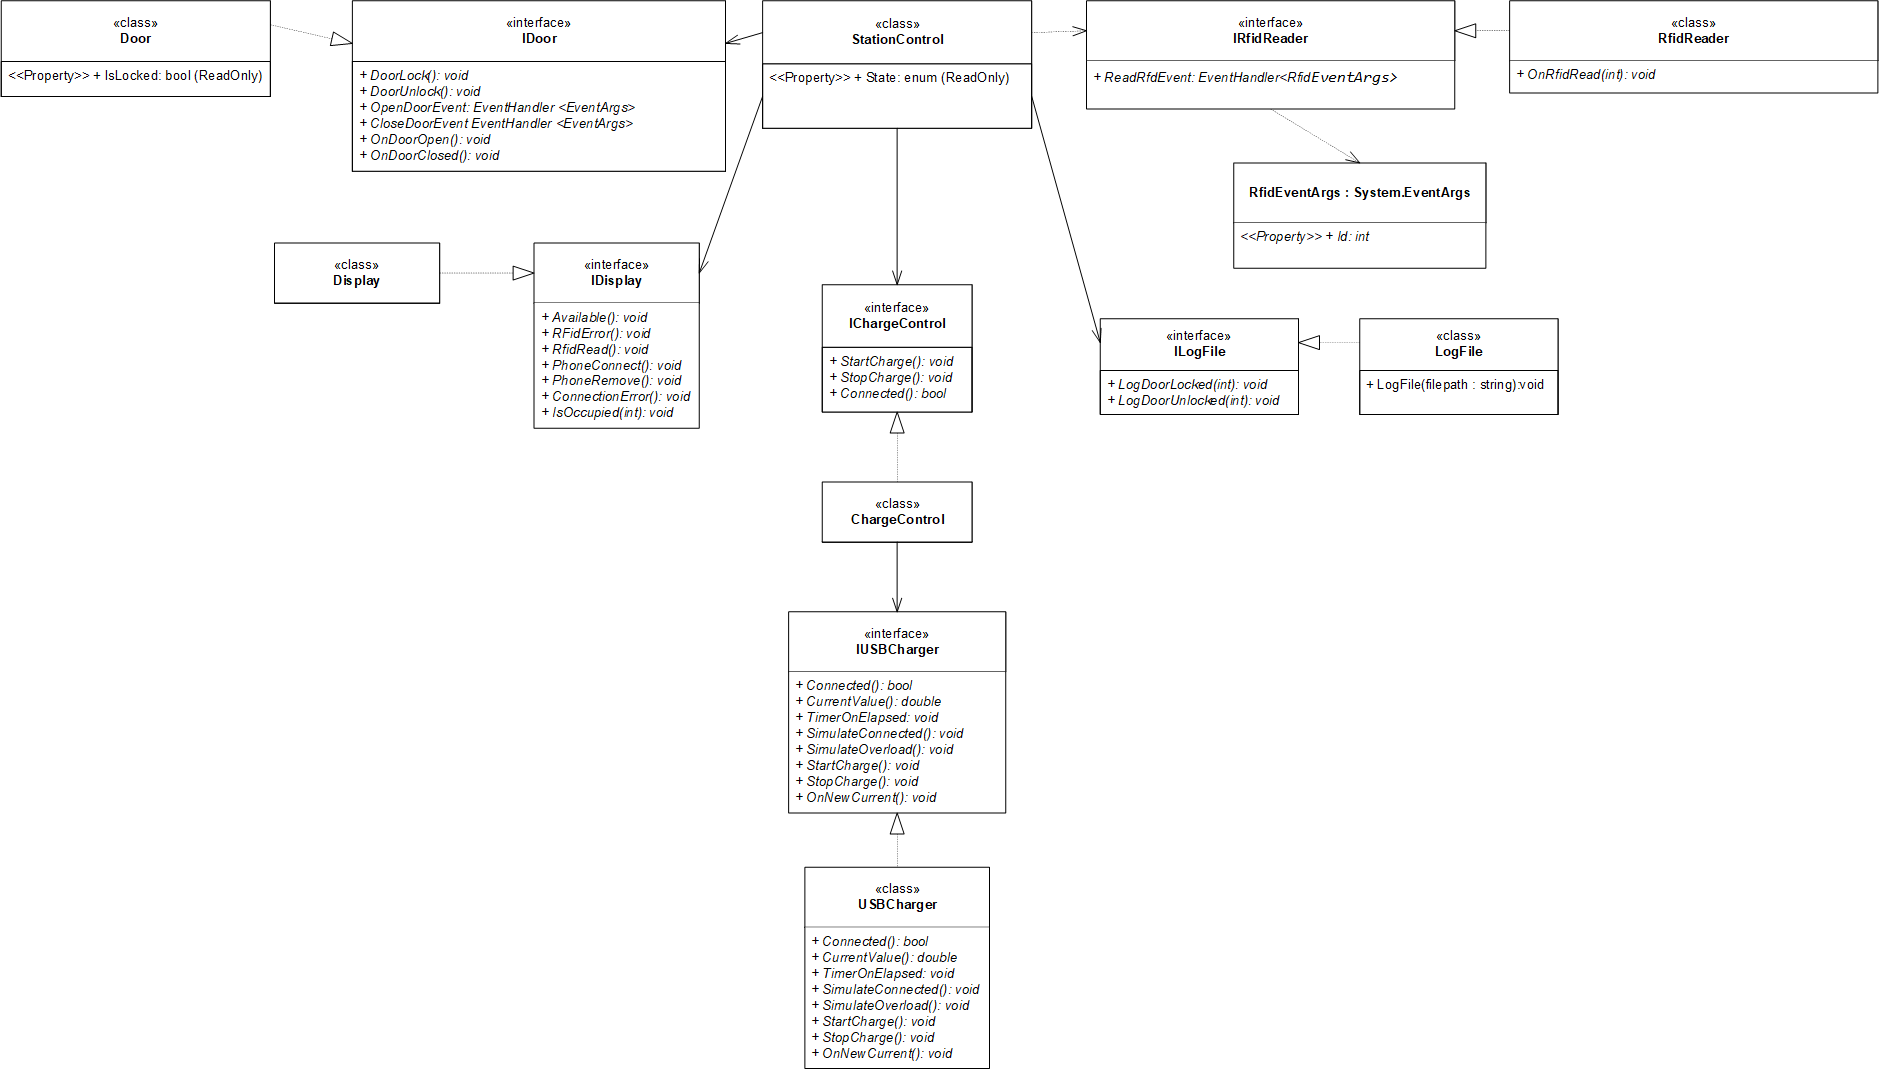 «class»
Door
<<Property>> + IsLocked: bool (ReadOnly)
«interface»
IDoor
+ DoorLock(): void
+ DoorUnlock(): void
+ OpenDoorEvent: EventHandler <EventArgs>
+ CloseDoorEvent EventHandler <EventArgs>
+ OnDoorOpen(): void
+ OnDoorClosed(): void
«class»
StationControl
<<Property>> + State: enum (ReadOnly)
«interface»
IRfidReader
+ ReadRfdEvent: EventHandler<RfidEventArgs>
«class»
RfidReader
+ OnRfidRead(int): void
RfidEventArgs : System.EventArgs
<<Property>> + Id: int
«class»
Display
«interface»
IDisplay
+ Available(): void
+ RFidError(): void
+ RfidRead(): void
+ PhoneConnect(): void
+ PhoneRemove(): void
+ ConnectionError(): void
+ IsOccupied(int): void
«interface»
IChargeControl
+ StartCharge(): void
+ StopCharge(): void
+ Connected(): bool
«interface»
ILogFile
+ LogDoorLocked(int): void
+ LogDoorUnlocked(int): void
«class»
LogFile
+ LogFile(filepath : string):void
«class»
ChargeControl
«interface»
IUSBCharger
+ Connected(): bool
+ CurrentValue(): double
+ TimerOnElapsed: void
+ SimulateConnected(): void
+ SimulateOverload(): void
+ StartCharge(): void
+ StopCharge(): void
+ OnNewCurrent(): void
«class»
USBCharger
+ Connected(): bool
+ CurrentValue(): double
+ TimerOnElapsed: void
+ SimulateConnected(): void
+ SimulateOverload(): void
+ StartCharge(): void
+ StopCharge(): void
+ OnNewCurrent(): void